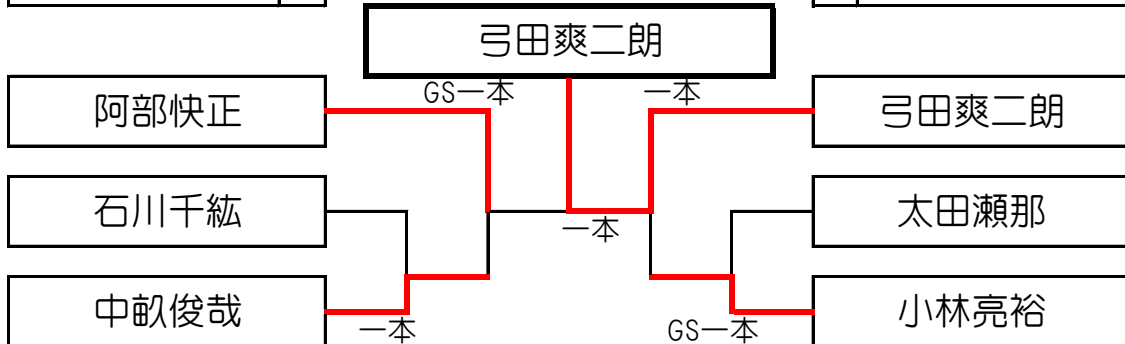 弓田爽二朗
GS一本
一本
阿部快正
弓田爽二朗
石川千紘
太田瀬那
一本
中畝俊哉
小林亮裕
一本
GS一本